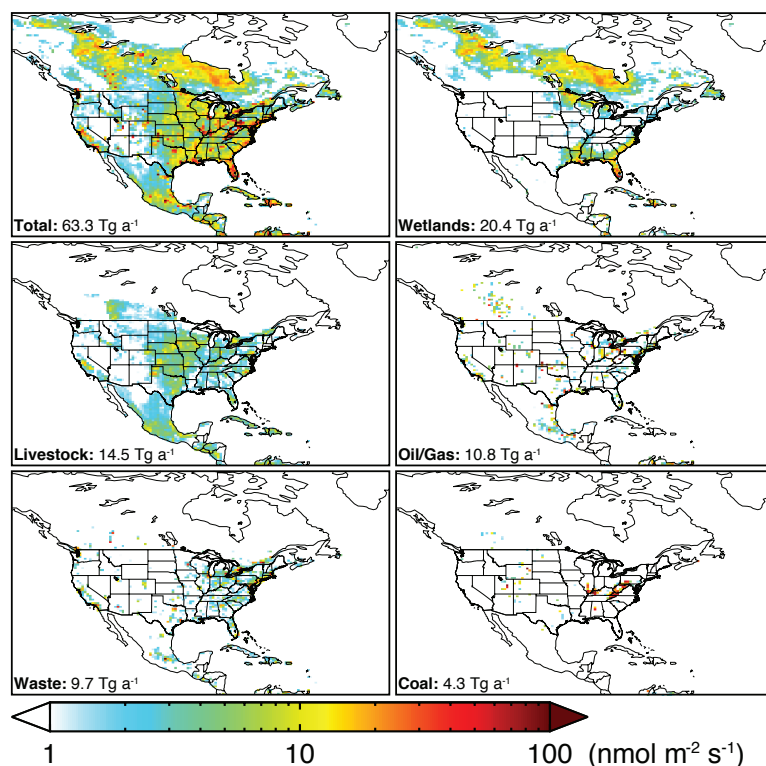 Total: 63.3 Tg a⁻¹
Wetlands: 20.4 Tg a⁻¹
Livestock: 14.5 Tg a⁻¹
Oil/Gas: 10.8 Tg a⁻¹
Waste: 9.7 Tg a⁻¹
Coal: 4.3 Tg a⁻¹
1 10 100 (nmol m⁻² s⁻¹)